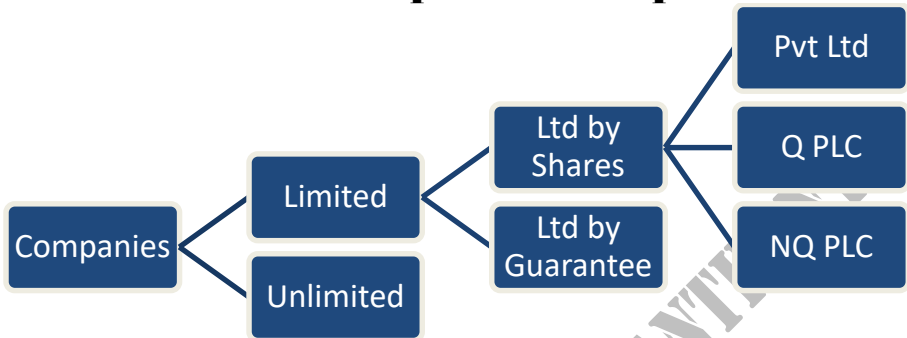 Companies
Limited
Unlimited
Ltd by
Shares
Ltd by
Guarantee
Pvt Ltd
Q PLC
NQ PLC